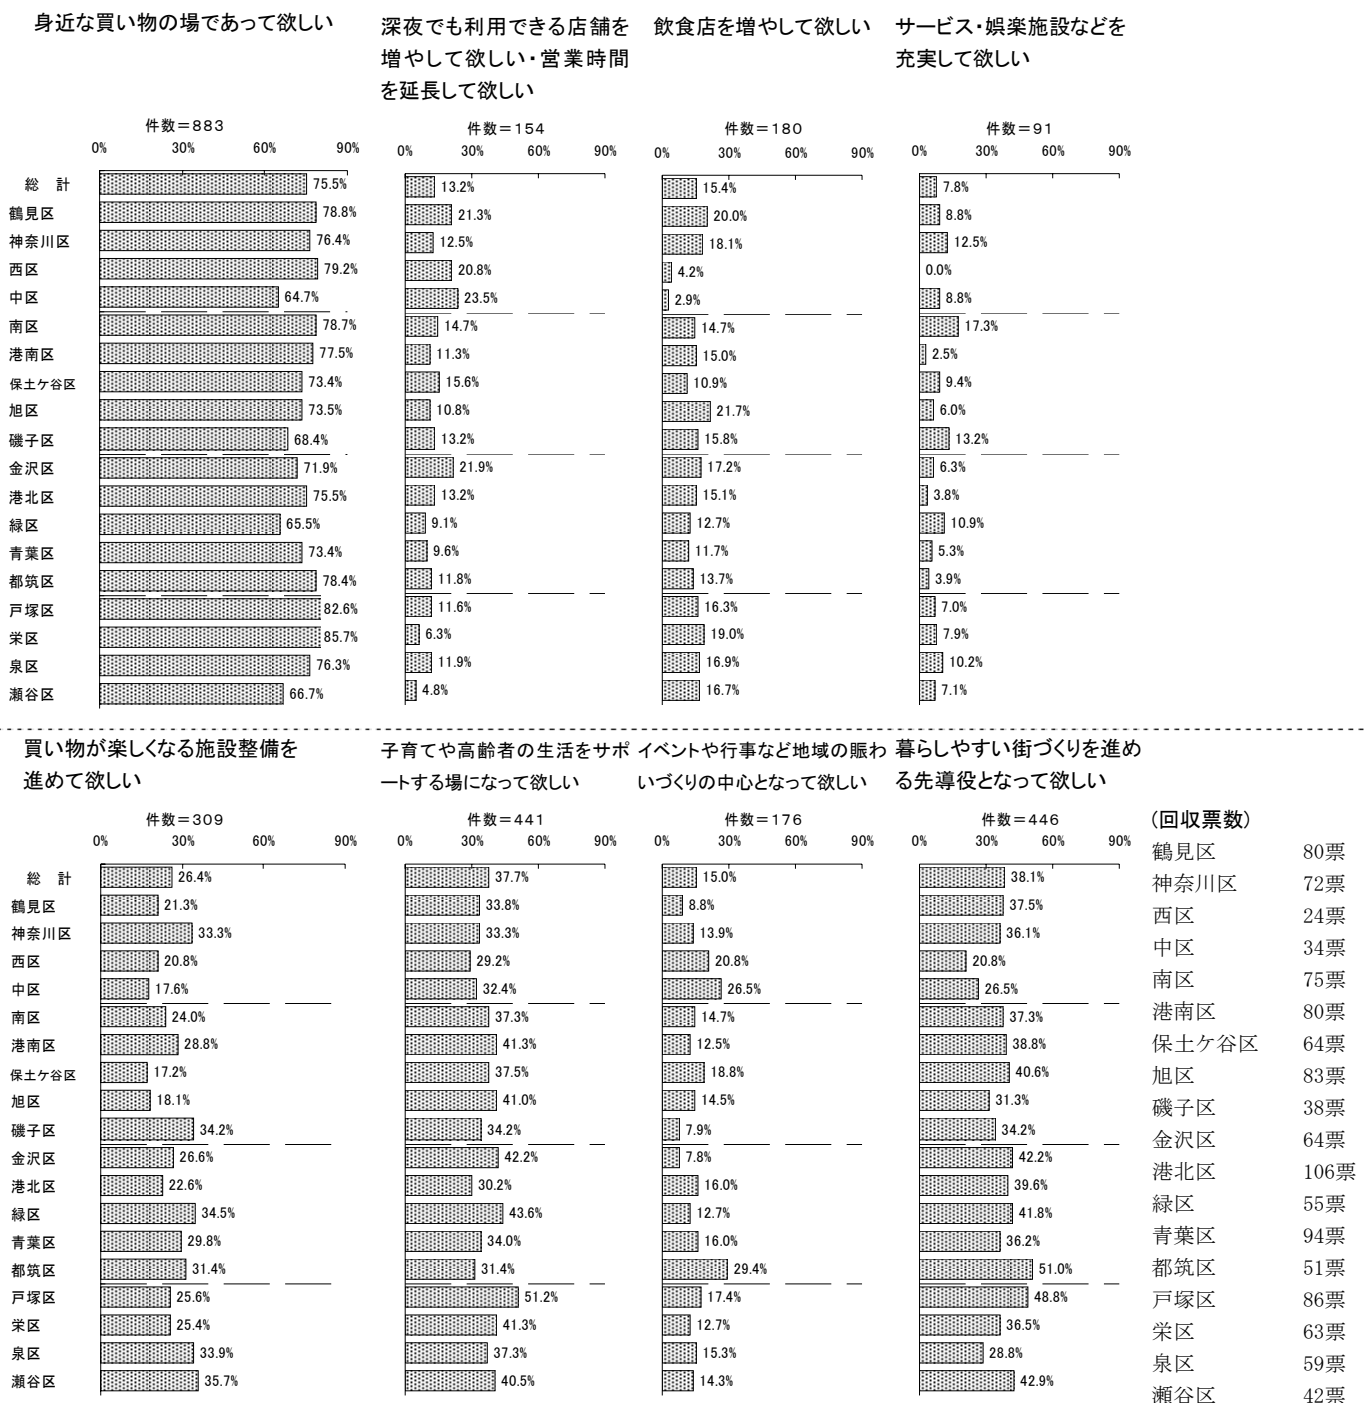 身近な買い物の場であって欲しい
件数＝883
0% 30% 60% 90%
総 計 75.5%
鶴見区 78.8%
神奈川区 76.4%
西区 79.2%
中区 64.7%
南区 78.7%
港南区 77.5%
保土ケ谷区 73.4%
旭区 73.5%
磯子区 68.4%
金沢区 71.9%
港北区 75.5%
緑区 65.5%
青葉区 73.4%
都筑区 78.4%
戸塚区 82.6%
栄区 85.7%
泉区 76.3%
瀬谷区 66.7%
深夜でも利用できる店舗を
増やして欲しい・営業時間
を延長して欲しい
件数＝154
0% 30% 60% 90%
13.2%
21.3%
12.5%
20.8%
23.5%
14.7%
11.3%
15.6%
10.8%
13.2%
21.9%
13.2%
9.1%
9.6%
11.8%
11.6%
6.3%
11.9%
4.8%
飲食店を増やして欲しい
件数＝180
0% 30% 60% 90%
15.4%
20.0%
18.1%
4.2%
2.9%
14.7%
15.0%
10.9%
21.7%
15.8%
17.2%
15.1%
12.7%
11.7%
13.7%
16.3%
19.0%
16.9%
16.7%
サービス・娯楽施設などを
充実して欲しい
件数＝91
0% 30% 60% 90%
7.8%
8.8%
12.5%
0.0%
8.8%
17.3%
2.5%
9.4%
6.0%
13.2%
6.3%
3.8%
10.9%
5.3%
3.9%
7.0%
7.9%
10.2%
7.1%
買い物が楽しくなる施設整備を
進めて欲しい
件数＝309
0% 30% 60% 90%
総 計 26.4%
鶴見区 21.3%
神奈川区 33.3%
西区 20.8%
中区 17.6%
南区 24.0%
港南区 28.8%
保土ケ谷区 17.2%
旭区 18.1%
磯子区 34.2%
金沢区 26.6%
港北区 22.6%
緑区 34.5%
青葉区 29.8%
都筑区 31.4%
戸塚区 25.6%
栄区 25.4%
泉区 33.9%
瀬谷区 35.7%
子育てや高齢者の生活をサポ
ートする場になって欲しい
件数＝441
0% 30% 60% 90%
37.7%
33.8%
33.3%
29.2%
32.4%
37.3%
41.3%
37.5%
41.0%
34.2%
42.2%
30.2%
43.6%
34.0%
31.4%
51.2%
41.3%
37.3%
40.5%
イベントや行事など地域の賑わ
いづくりの中心となって欲しい
件数＝176
0% 30% 60% 90%
15.0%
8.8%
13.9%
20.8%
26.5%
14.7%
12.5%
18.8%
14.5%
7.9%
7.8%
16.0%
12.7%
16.0%
29.4%
17.4%
12.7%
15.3%
14.3%
暮らしやすい街づくりを進め
る先導役となって欲しい
件数＝446
0% 30% 60% 90%
38.1%
37.5%
36.1%
20.8%
26.5%
37.3%
38.8%
40.6%
31.3%
34.2%
42.2%
39.6%
41.8%
36.2%
51.0%
48.8%
36.5%
28.8%
42.9%
(回収票数)
鶴見区 80票
神奈川区 72票
西区 24票
中区 34票
南区 75票
港南区 80票
保土ケ谷区 64票
旭区 83票
磯子区 38票
金沢区 64票
港北区 106票
緑区 55票
青葉区 94票
都筑区 51票
戸塚区 86票
栄区 63票
泉区 59票
瀬谷区 42票